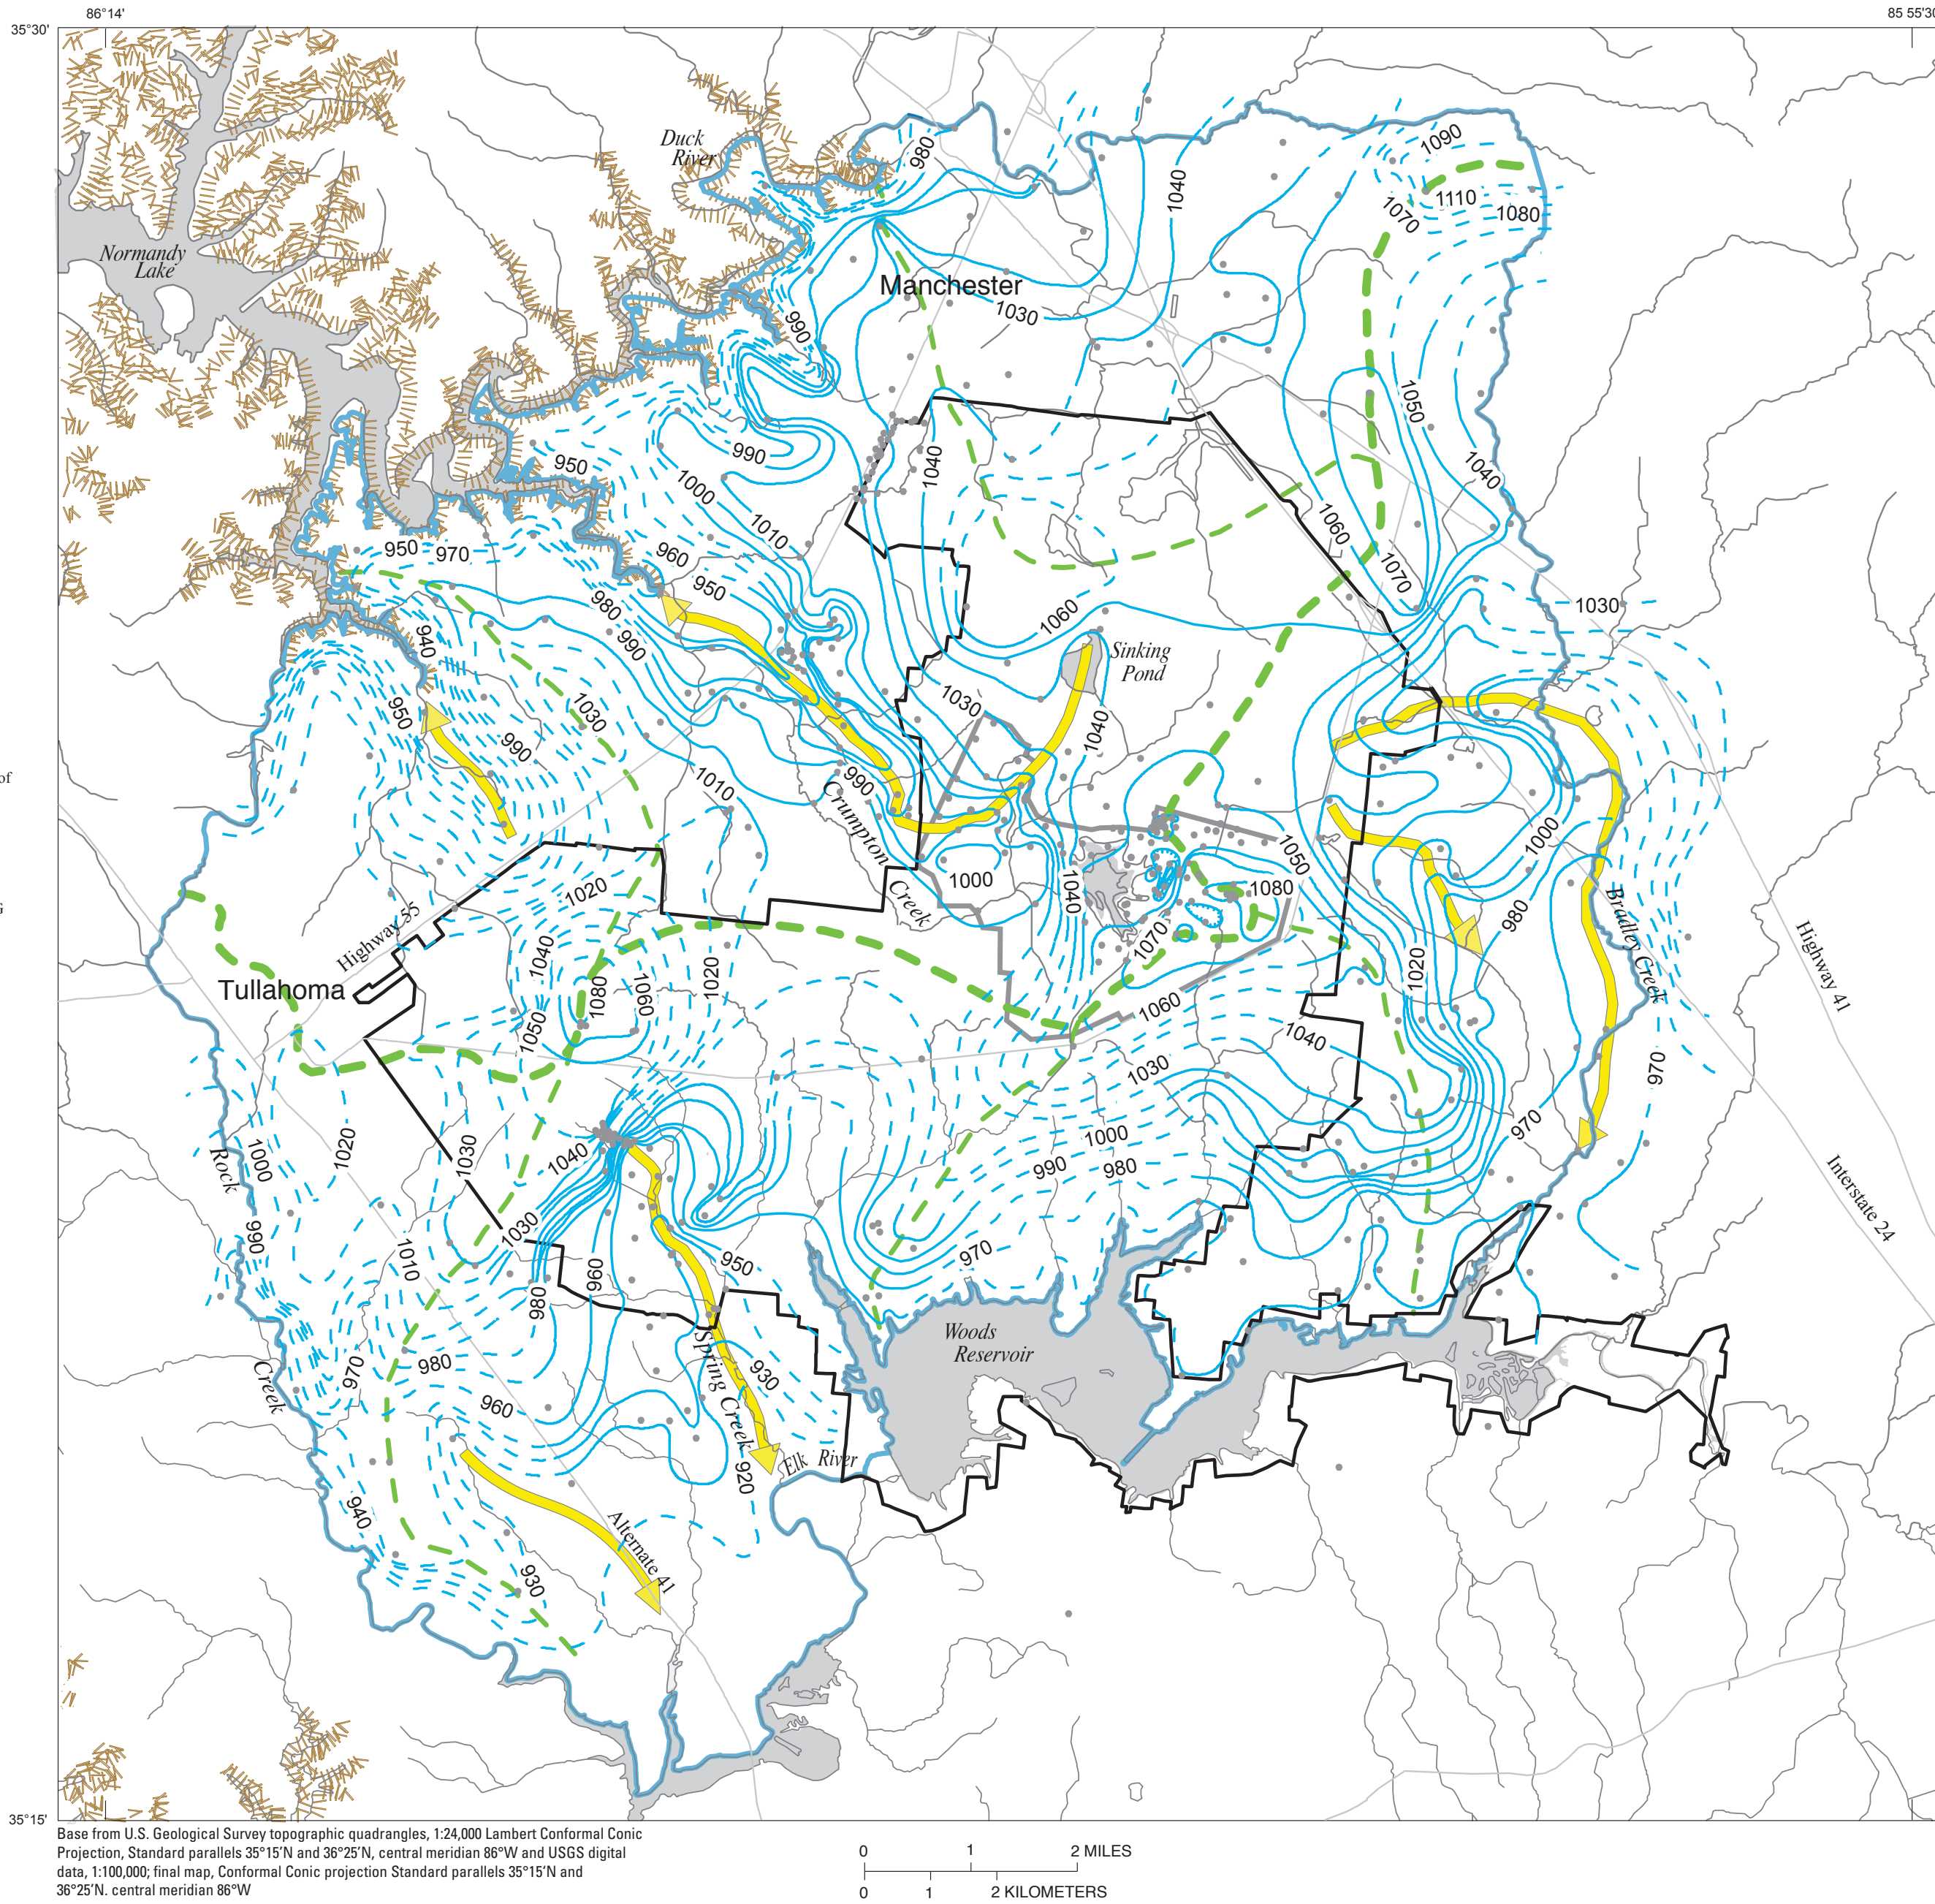 86°14'
85 55'30
35°30'
Duck
River
980
1090
1040
1110
1070
1080
Normandy
Lake
Manchester
1030
990
1050
1040
990
950
1040
1000
1010
1060
950
970
960
950
1070
980
990
1060
1030
940
Sinking
Pond
1030
950
1030
990
1040
of
1010
990
Crumpton
Creek
1000
1050
1000
1020
1040
1080
980
Bradley Creek
G
Highway 55
1040
1070
Highway 41
1020
1020
Tullahoma
1080
1060
1060
1050
1040
970
1030
970
1000
1020
1030
1040
990
980
1000
Rock
Creek
Interstate 24
990
1030
1010
950
970
960
980
Woods
Reservoir
Spring Creek
970
980
930
960
Elk River
920
940
Alternate 41
930
35°15'
Base from U.S. Geological Survey topographic quadrangles, 1:24,000 Lambert Conformal Conic
Projection, Standard parallels 35°15'N and 36°25'N, central meridian 86°W and USGS digital
data, 1:100,000; final map, Conformal Conic projection Standard parallels 35°15'N and
36°25'N. central meridian 86°W
0 1 2 MILES
0 1 2 KILOMETERS